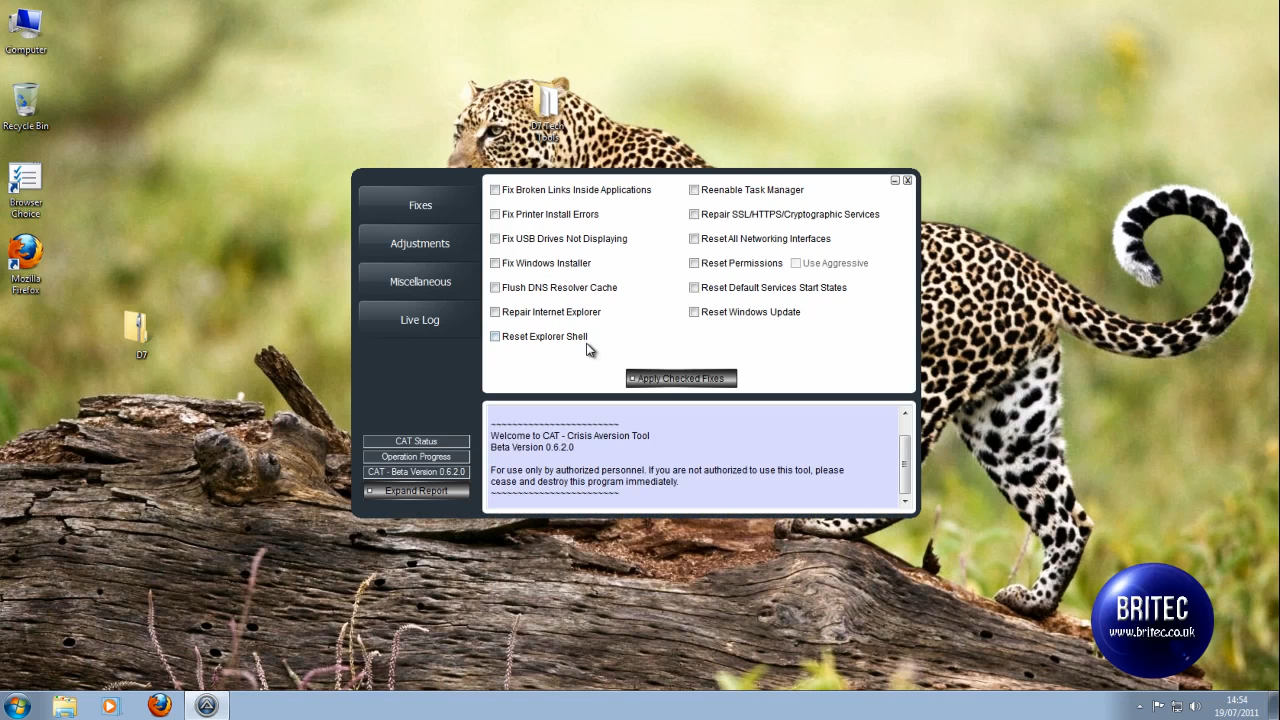 Computer
Recycle Bin
Browser
Choice
Mozilla
Firefox
D7
D7 Tech
Tools
Fixes
Adjustments
Miscellaneous
Live Log
Fix Broken Links Inside Applications
Fix Printer Install Errors
Fix USB Drives Not Displaying
Fix Windows Installer
Flush DNS Resolver Cache
Repair Internet Explorer
Reset Explorer Shell
Reenable Task Manager
Repair SSL/HTTPS/Cryptographic Services
Reset All Networking Interfaces
Reset Permissions Use Aggressive
Reset Default Services Start States
Reset Windows Update
Apply Checked Fixes
CAT Status
Operation Progress
CAT - Beta Version 0.6.2.0
Expand Report
~~~~~~~~~~~~~~~~~~~~~~~~
Welcome to CAT - Crisis Aversion Tool
Beta Version 0.6.2.0
For use only by authorized personnel. If you are not authorized to use this tool, please
cease and destroy this program immediately.
~~~~~~~~~~~~~~~~~~~~~~~~
BRITEC
www.britec.co.uk
14:54
19/07/2011